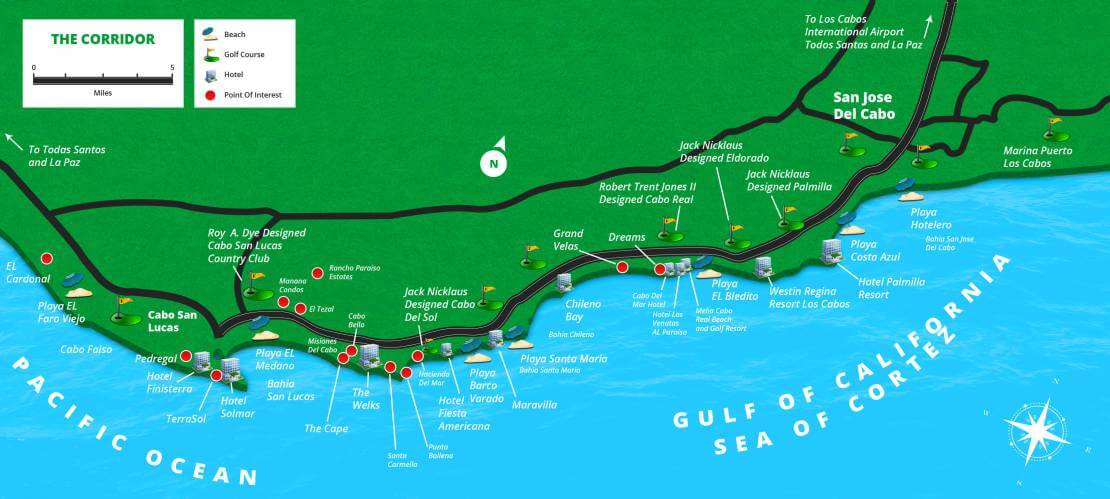 THE CORRIDOR
0
5
Miles
Beach
Golf Course
Hotel
Point Of Interest
To Los Cabos
International Airport
Todos Santas and La Paz
San Jose
Del Cabo
To Todas Santos
and La Paz
N
Jack Nicklaus
Designed Eldorado
Marina Puerto
Los Cabos
Jack Nicklaus
Designed Palmilla
Robert Trent Jones II
Designed Cabo Real
Playa
Hotelero
Bahia San Jose
Del Cabo
Roy A. Dye Designed
Cabo San Lucas
Country Club
Grand
Velas
Dreams
Playa
Costa Azul
EL
Cardonal
Rancho Paraiso
Estates
Manana
Condos
El Tezal
Jack Nicklaus
Designed Cabo
Del Sol
Hotel Palmilla
Resort
Playa
EL Bledito
Westin Regina
Resort Los Cabos
Cabo Del
Mar Hotel
Hotel Las
Venatas
AL Paraiso
Melia Cabo
Real Beach
and Golf Resort
Playa EL
Faro Viejo
Cabo San
Lucas
Chileno
Bay
Bahia Chileno
Cabo
Bello
Misiones
Del Cabo
Cabo Falso
Pedregal
Playa EL
Medano
Playa Santa Maria
Bahia Santa Maria
Hotel
Finisterra
Bahia
San Lucas
Hacienda
Del Mar
Playa
Barco
Varado
The
Welks
Hotel
Fiesta
Americana
Maravilla
Hotel
Solmar
TerraSol
The Cape
Santa
Carmella
Punta
Ballena
PACIFIC OCEAN
GULF OF CALIFORNIA
SEA OF CORTEZ
N
W
E
S